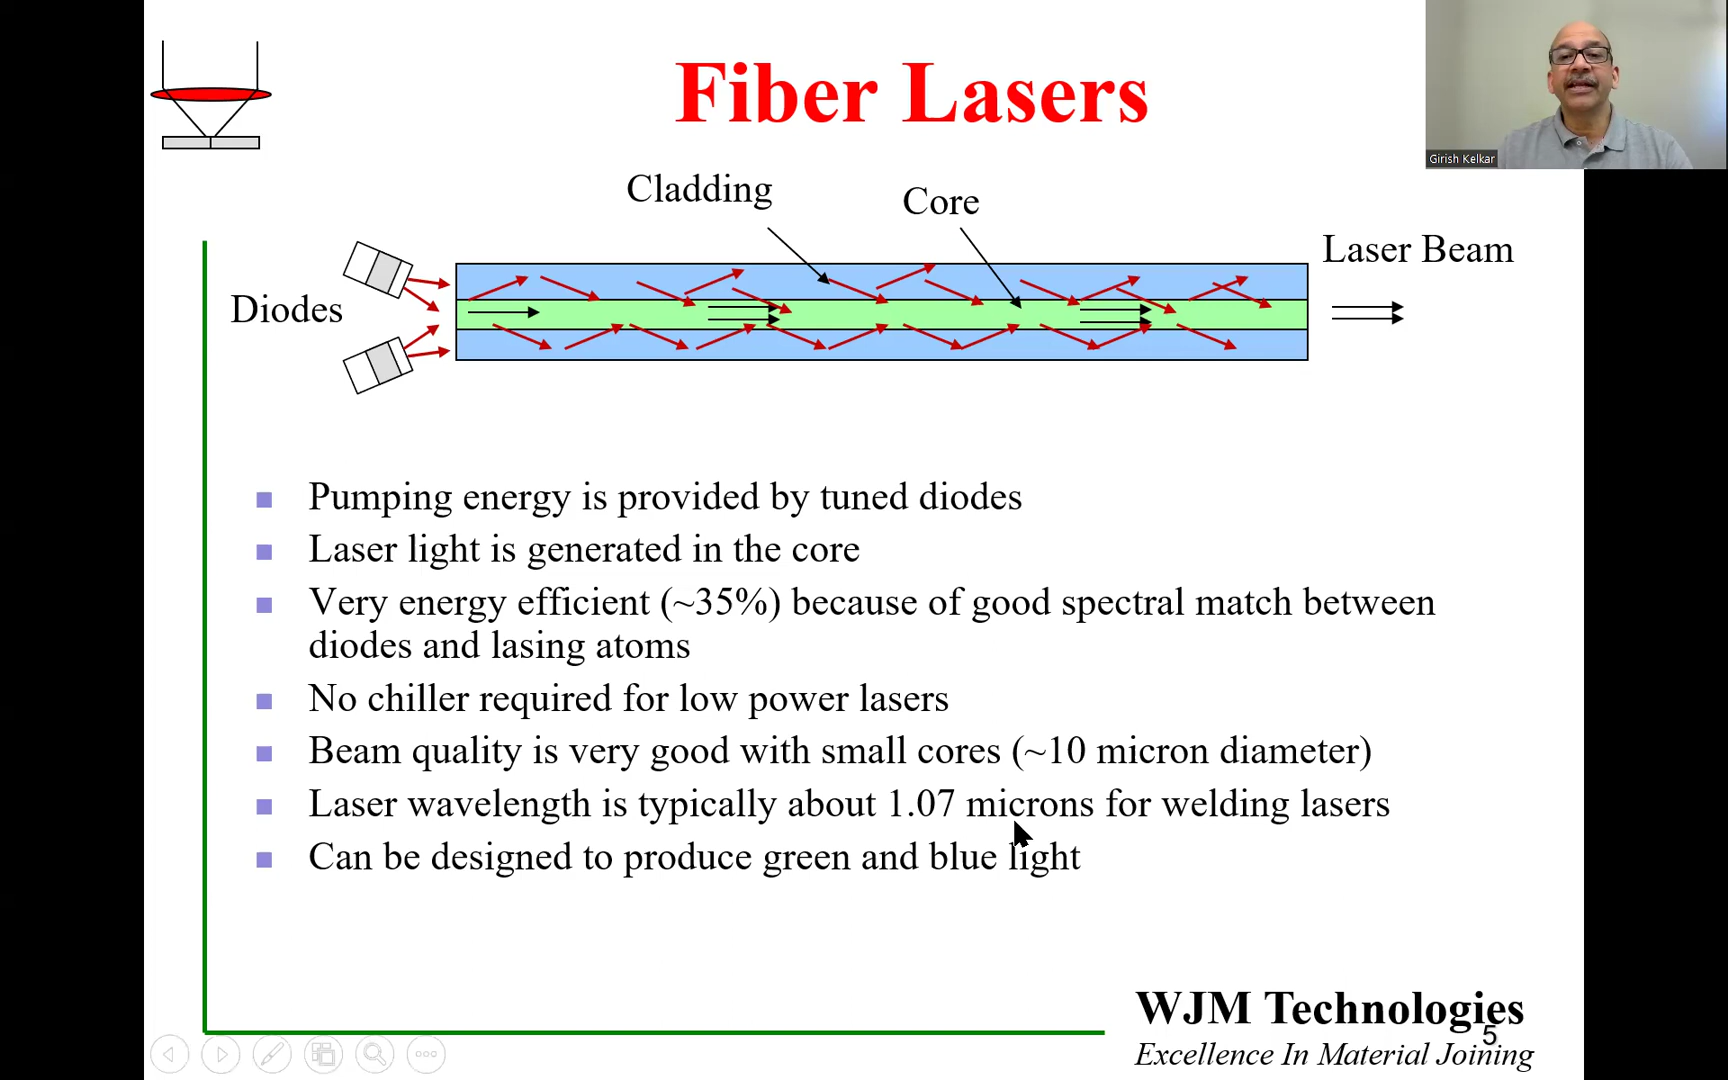 Fiber Lasers
Girish Kelkar
Cladding
Core
Laser Beam
Diodes
Pumping energy is provided by tuned diodes
Laser light is generated in the core
Very energy efficient (~35%) because of good spectral match between
diodes and lasing atoms
No chiller required for low power lasers
Beam quality is very good with small cores (~10 micron diameter)
Laser wavelength is typically about 1.07 microns for welding lasers
Can be designed to produce green and blue light
WJM Technologies
5
Excellence In Material Joining